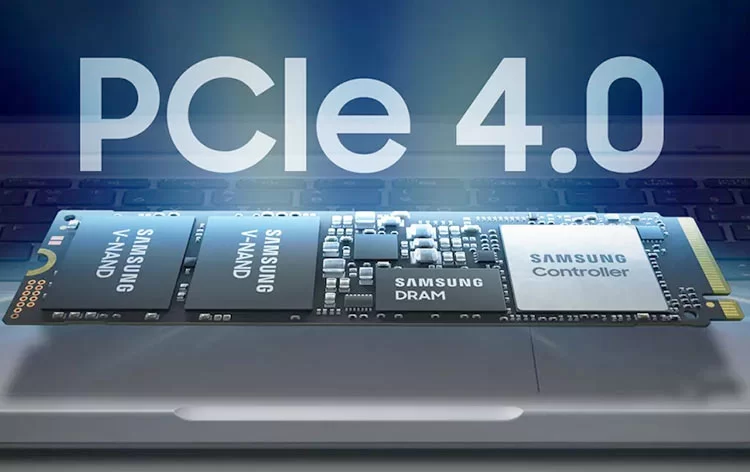 PCIe 4.0
SAMSUNG
V-NAND
SAMSUNG
V-NAND
SAMSUNG
DRAM
SAMSUNG
Controller